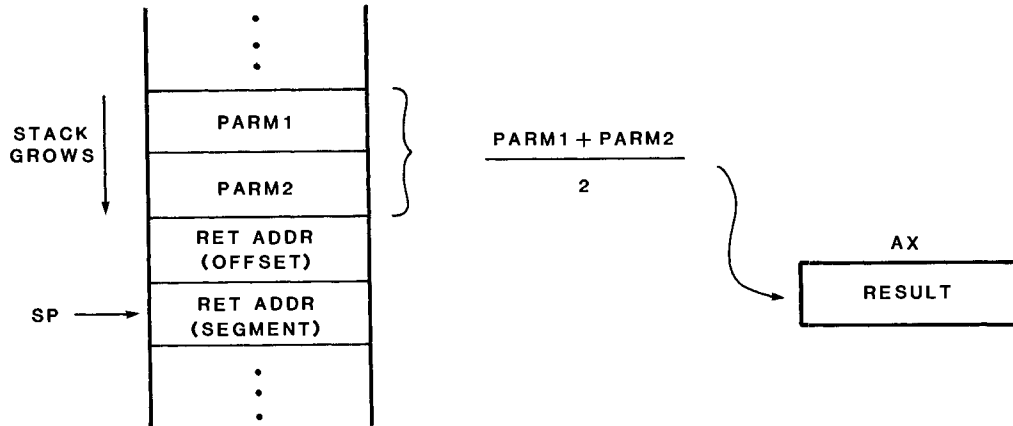 STACK
GROWS
PARM1
PARM2
RET ADDR
(OFFSET)
SP
RET ADDR
(SEGMENT)
PARM1 + PARM2
2
AX
RESULT